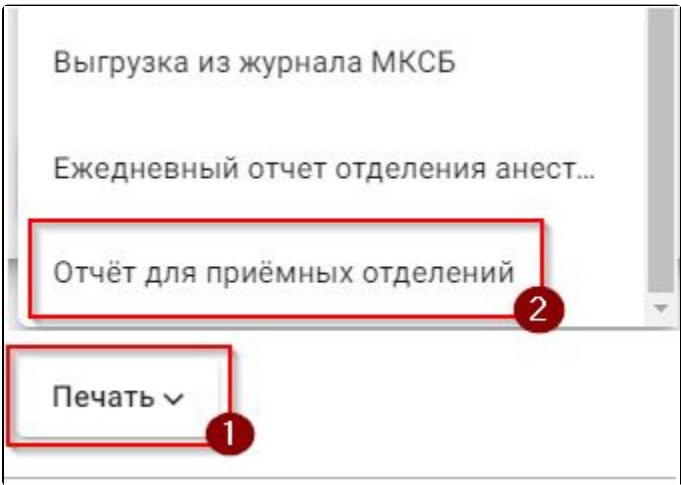 Выгрузка из журнала МКСБ
Ежедневный отчет отделения анест...
Отчёт для приёмных отделений
2
Печать
1